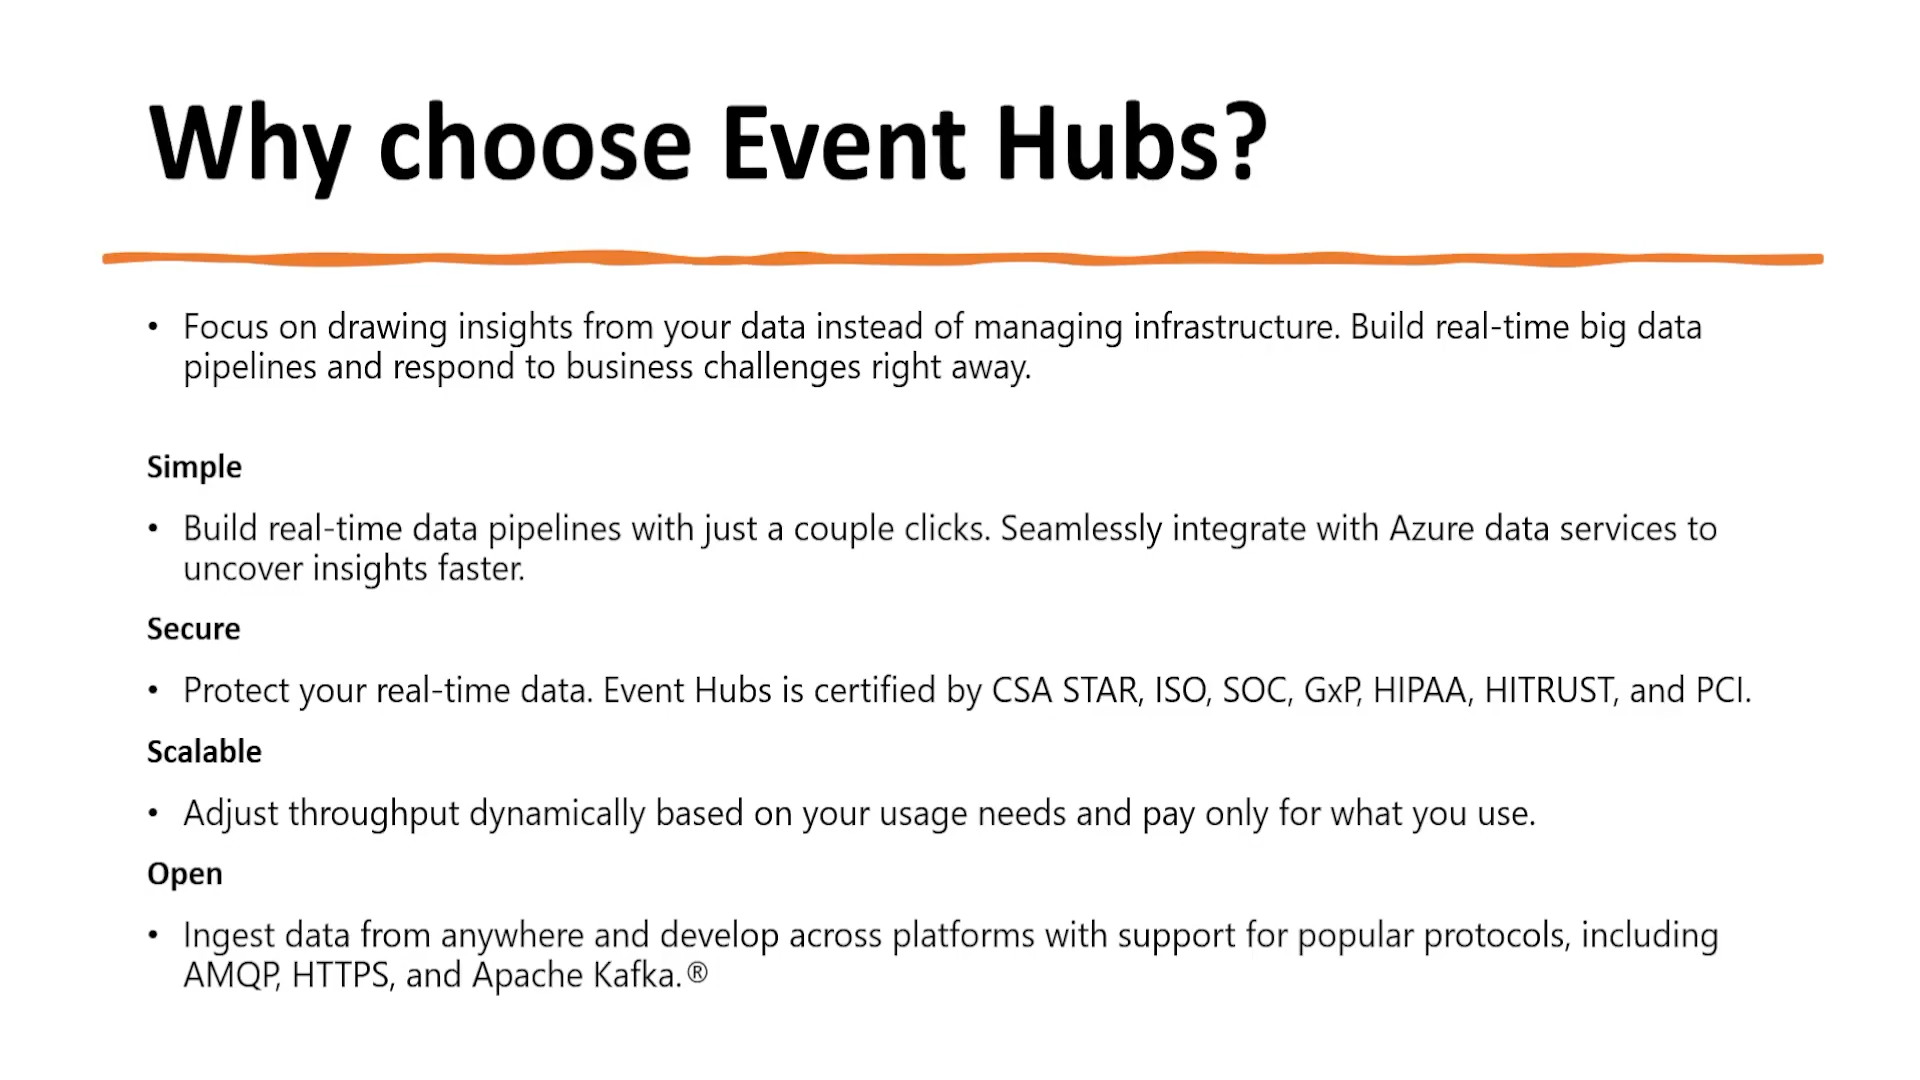 Why choose Event Hubs?
• Focus on drawing insights from your data instead of managing infrastructure. Build real-time big data
pipelines and respond to business challenges right away.
Simple
• Build real-time data pipelines with just a couple clicks. Seamlessly integrate with Azure data services to
uncover insights faster.
Secure
• Protect your real-time data. Event Hubs is certified by CSA STAR, ISO, SOC, GxP, HIPAA, HITRUST, and PCI.
Scalable
• Adjust throughput dynamically based on your usage needs and pay only for what you use.
Open
• Ingest data from anywhere and develop across platforms with support for popular protocols, including
AMQP, HTTPS, and Apache Kafka.®